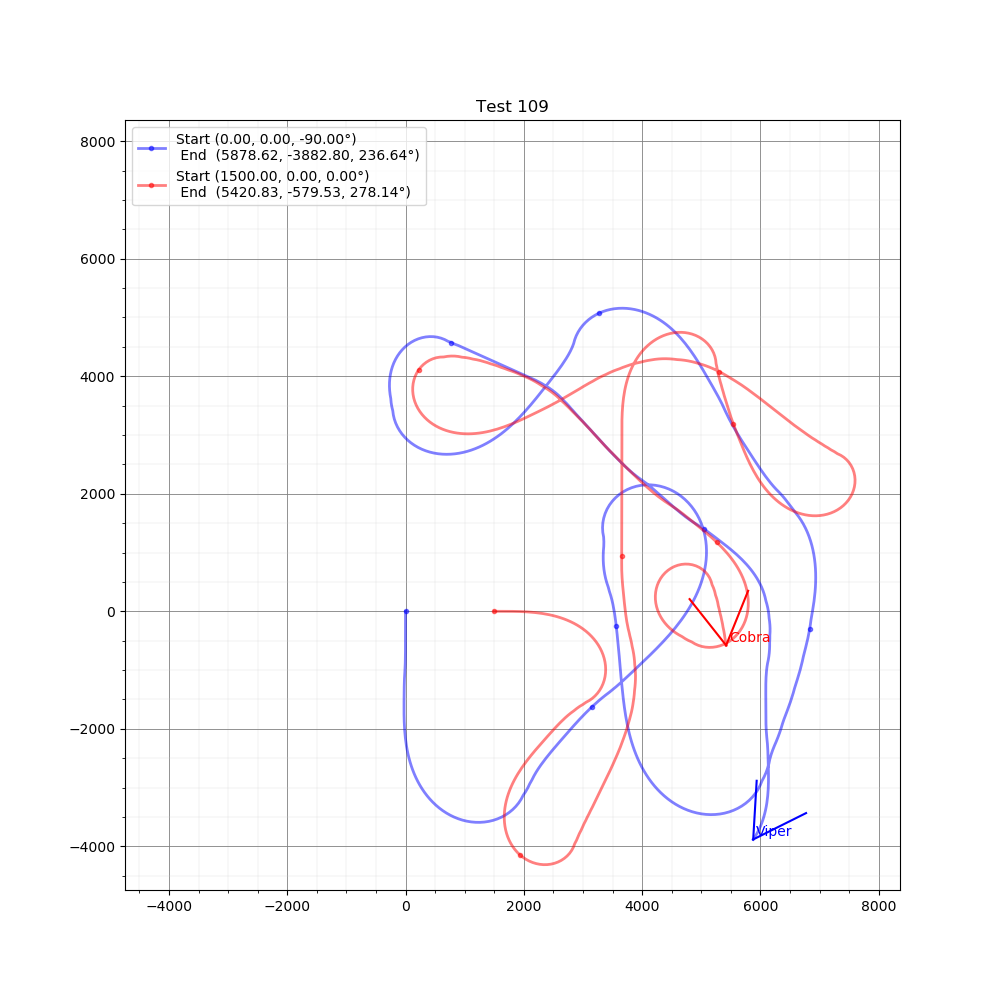 Test 109
Start (0.00, 0.00, -90.00°)
End  (5878.62, -3882.80, 236.64°)
Start (1500.00, 0.00, 0.00°)
End  (5420.83, -579.53, 278.14°)
8000
6000
4000
2000
0
−2000
−4000
Cobra
Viper
−4000 −2000 0 2000 4000 6000 8000